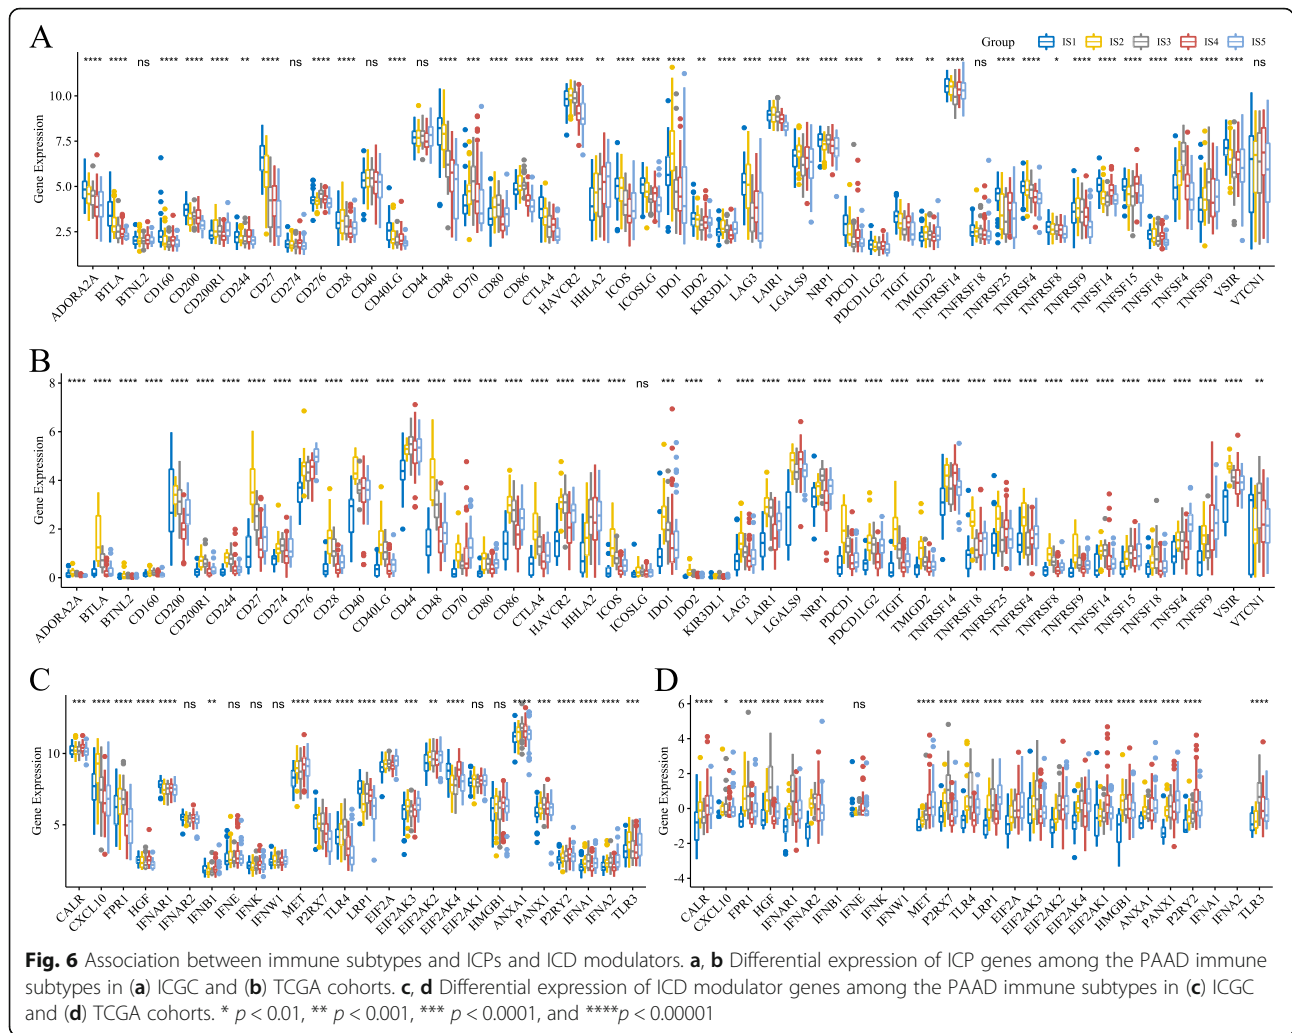 A
Group IS1 IS2 IS3 IS4 IS5
**** **** ns **** **** **** ** **** ns **** **** ns **** ns **** *** **** **** **** **** ** **** **** **** ** **** **** *** **** **** * **** ** **** ns **** **** * **** **** **** **** **** **** **** ns
Gene Expression
10.0
7.5
5.0
2.5
ADORA2A BTLA BTNL2 CD160 CD200 CD200R1 CD244 CD27 CD274 CD276 CD28 CD40 CD40LG CD44 CD48 CD70 CD80 CD86 CTLA4 HAVCR2 HHLA2 ICOS ICOSLG IDO1 IDO2 KIR3DL1 LAG3 LAIR1 LGALS9 NRP1 PDCD1 PDCD1LG2 TIGIT TMIGD2 TNFRSF14 TNFRSF18 TNFRSF25 TNFRSF4 TNFRSF8 TNFRSF9 TNFSF14 TNFSF15 TNFSF18 TNFSF4 TNFSF9 VSIR VTCN1
B
**** **** **** **** **** **** **** **** **** **** **** **** **** **** **** **** **** **** **** **** **** **** ns *** **** * **** **** **** **** **** **** **** **** **** **** **** **** **** **** **** **** **** **** **** **** **
Gene Expression
8
6
4
2
0
ADORA2A BTLA BTNL2 CD160 CD200 CD200R1 CD244 CD27 CD274 CD276 CD28 CD40 CD40LG CD44 CD48 CD70 CD80 CD86 CTLA4 HAVCR2 HHLA2 ICOS ICOSLG IDO1 IDO2 KIR3DL1 LAG3 LAIR1 LGALS9 NRP1 PDCD1 PDCD1LG2 TIGIT TMIGD2 TNFRSF14 TNFRSF18 TNFRSF25 TNFRSF4 TNFRSF8 TNFRSF9 TNFSF14 TNFSF15 TNFSF18 TNFSF4 TNFSF9 VSIR VTCN1
C
*** **** **** **** **** ns ** ns ns ns **** **** **** **** *** *** ** **** ns ns **** **** **** **** **** ***
Gene Expression
10
5
CALR CXCL10 FPR1 HGF IFNAR1 IFNAR2 IFNB1 IFNE IFNK IFNW1 MET P2RX7 TLR4 LRP1 EIF2A EIF2AK3 EIF2AK2 EIF2AK4 EIF2AK1 HMGB1 ANXA1 PANX1 P2RY2 IFNA1 IFNA2 TLR3
D
**** * **** **** **** **** ns **** **** **** **** **** *** **** **** **** **** **** **** **** ****
Gene Expression
6
4
2
0
-2
-4
CALR CXCL10 FPR1 HGF IFNAR1 IFNAR2 IFNB1 IFNE IFNK IFNW1 MET P2RX7 TLR4 LRP1 EIF2A EIF2AK3 EIF2AK2 EIF2AK4 EIF2AK1 HMGB1 ANXA1 PANX1 P2RY2 IFNA1 IFNA2 TLR3
Fig. 6 Association between immune subtypes and ICPs and ICD modulators. a, b Differential expression of ICP genes among the PAAD immune
subtypes in (a) ICGC and (b) TCGA cohorts. c, d Differential expression of ICD modulator genes among the PAAD immune subtypes in (c) ICGC
and (d) TCGA cohorts. * p < 0.01, ** p < 0.001, *** p < 0.0001, and ****p < 0.00001